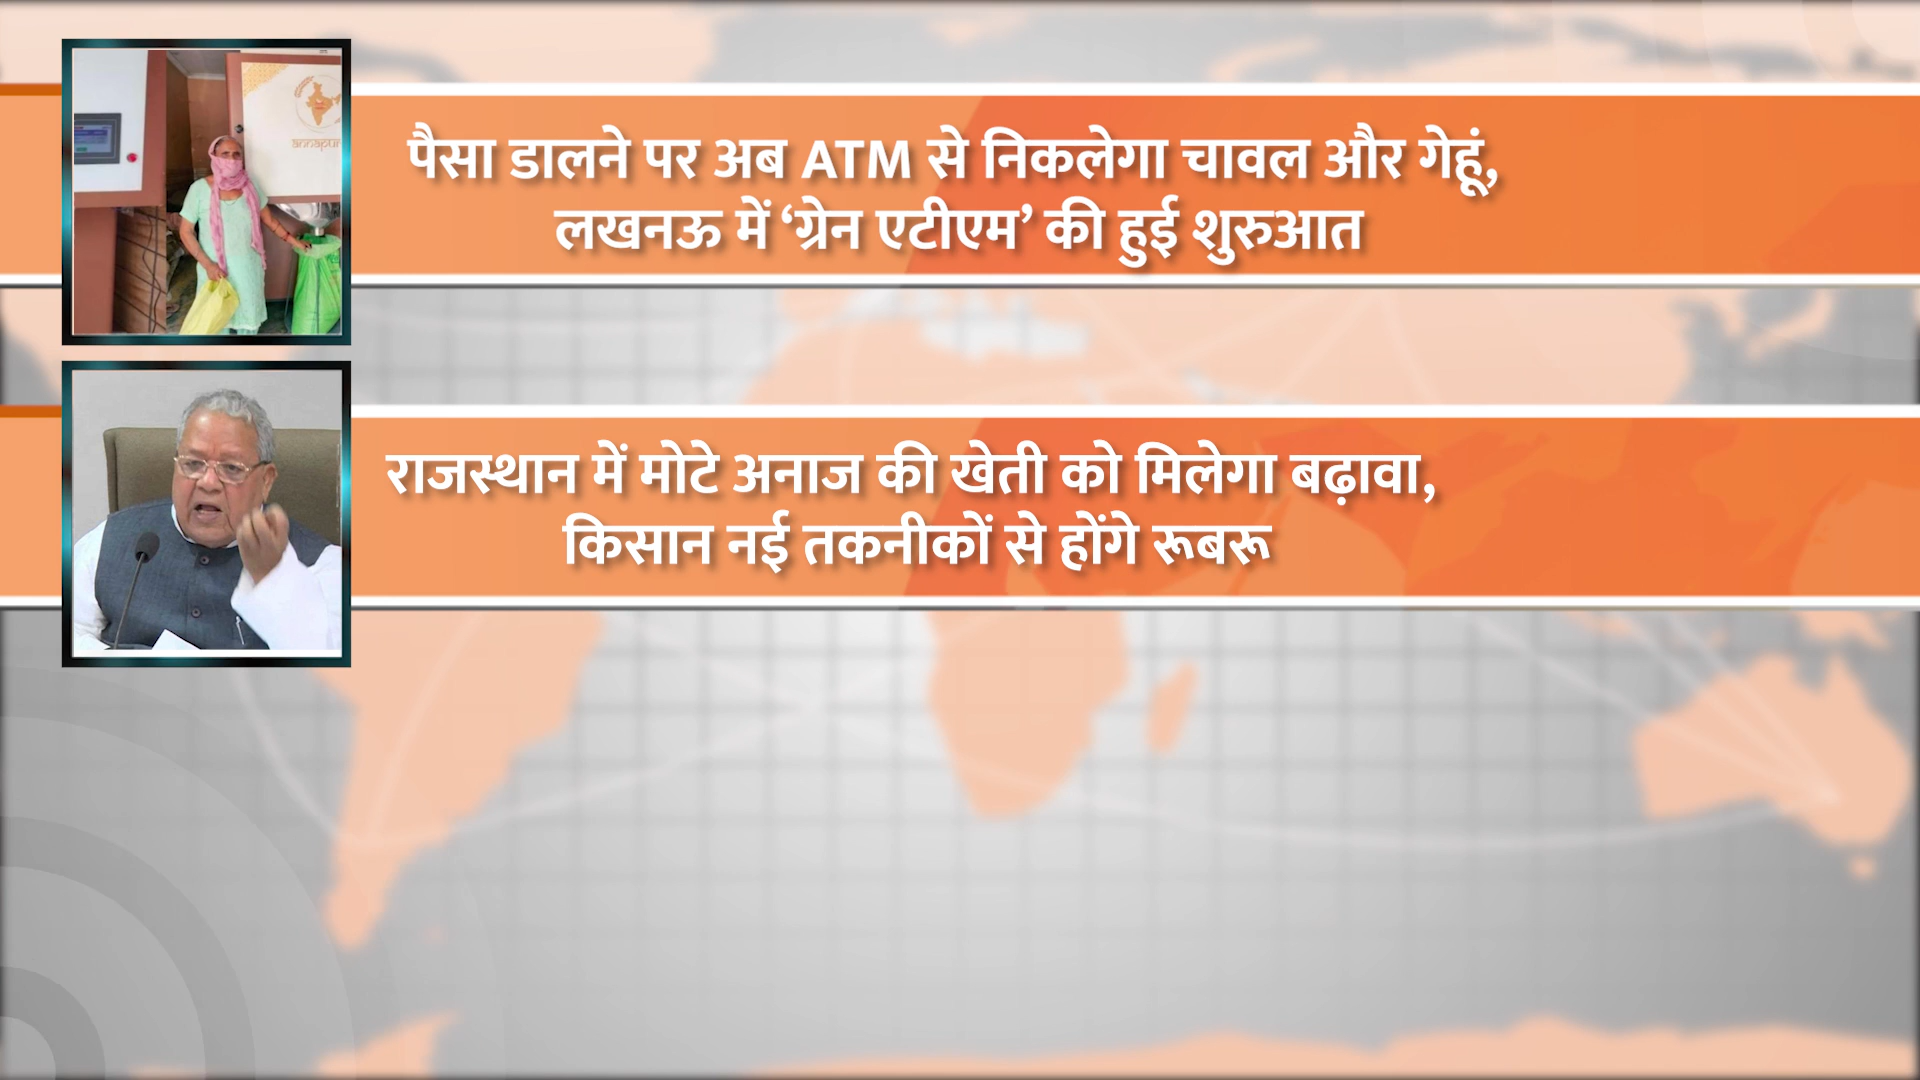 पैसा डालने पर अब ATM से निकलेगा चावल और गेहूं,
लखनऊ में ‘ग्रेन एटीएम’ की हुई शुरुआत
राजस्थान में मोटे अनाज की खेती को मिलेगा बढ़ावा,
किसान नई तकनीकों से होंगे रूबरू